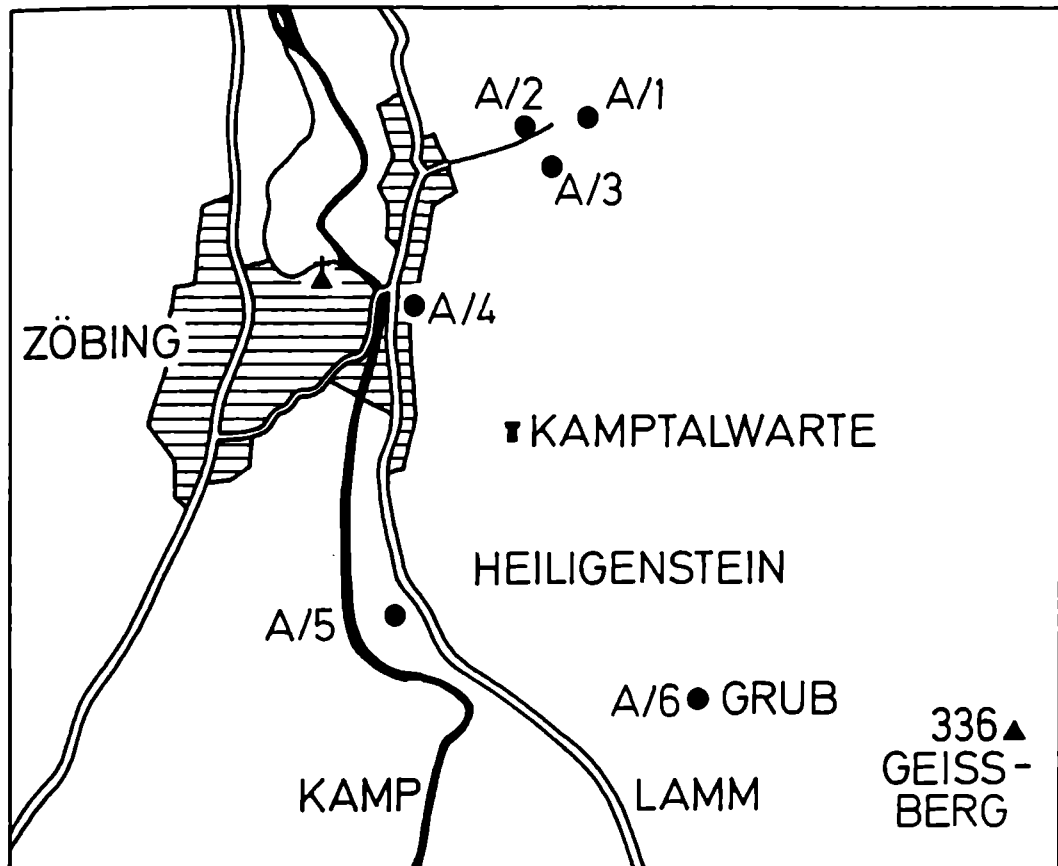 A/2
A/1
A/3
A/4
ZÖBING
KAMPTALWARTE
HEILIGENSTEIN
A/5
A/6 GRUB
336
GEISS-
BERG
KAMP
LAMM